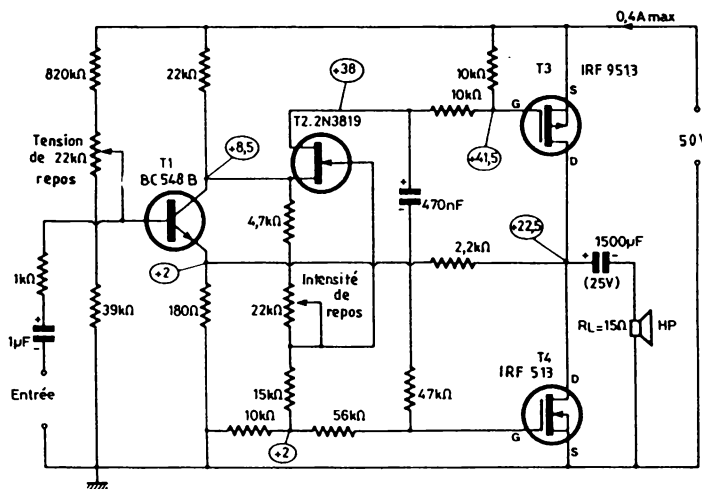 0,4A max
820kΩ
22kΩ
+38
10kΩ
10kΩ
T3
IRF 9513
S
G
D
T2.2N3819
Tension
de 22kΩ
repos
T1
BC 548 B
+8,5
+41,5
50V
4,7kΩ
+
-
470nF
+22,5
1500µF
+ -
(25V)
2,2kΩ
+2
1kΩ
39kΩ
180Ω
22kΩ
Intensité
de
repos
RL=15Ω
HP
+
1µF
-
T4
IRF 513
D
G
S
15kΩ
47kΩ
10kΩ
56kΩ
+2
Entrée